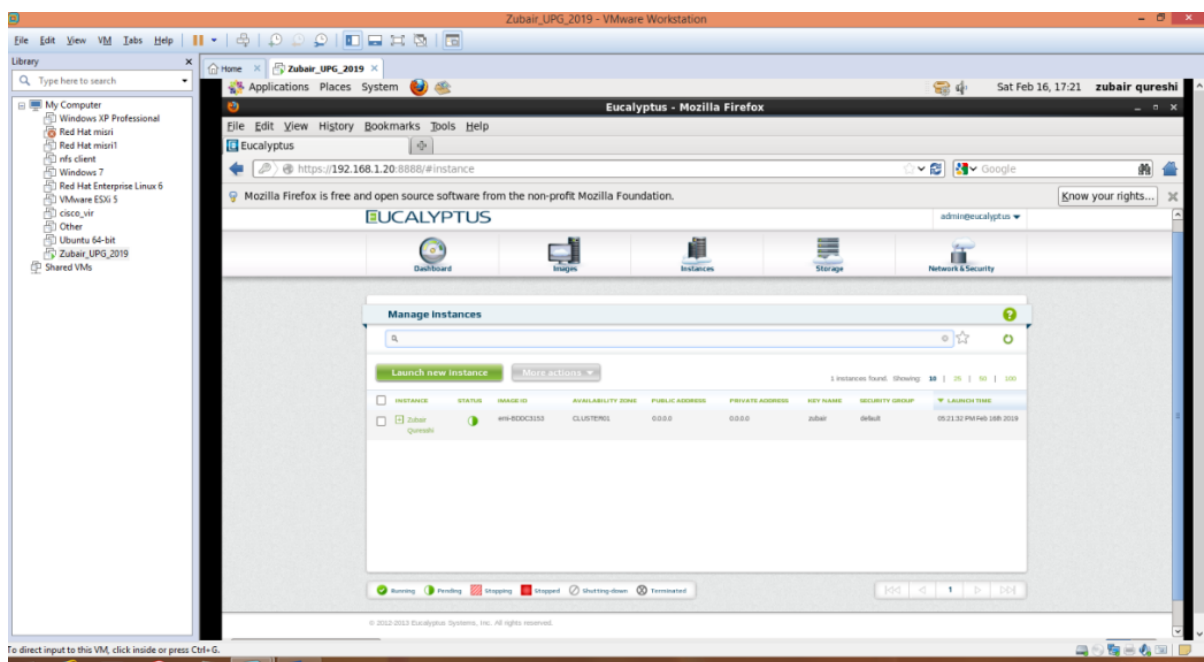 Zubair_UPG_2019 - VMware Workstation
File Edit View VM Tabs Help
Library
Type here to search
My Computer
Windows XP Professional
Red Hat misri
Red Hat misri1
nfs client
Windows 7
Red Hat Enterprise Linux 6
VMware ESXi 5
cisco_vir
Other
Ubuntu 64-bit
Zubair_UPG_2019
Shared VMs
Home Zubair_UPG_2019
Applications Places System Sat Feb 16, 17:21 zubair qureshi
Eucalyptus - Mozilla Firefox
File Edit View History Bookmarks Tools Help
Eucalyptus
https://192.168.1.20:8888/#instance Google
Mozilla Firefox is free and open source software from the non-profit Mozilla Foundation. Know your rights...
EUCALYPTUS admin@eucalyptus
Dashboard Images Instances Storage Network & Security
Manage instances
Launch new instance More actions 1 instances found. Showing: 10 | 25 | 50 | 100
INSTANCE STATUS IMAGE ID AVAILABILITY ZONE PUBLIC ADDRESS PRIVATE ADDRESS KEY NAME SECURITY GROUP LAUNCH TIME
Zubair emi-BDDC3153 CLUSTER01 0.0.0.0 0.0.0.0 zubair default 05:21:32 PM Feb 16th 2019
Running Pending Stopping Stopped Shutting-down Terminated 1
© 2012-2013 Eucalyptus Systems, Inc. All rights reserved.
To direct input to this VM, click inside or press Ctrl+G.